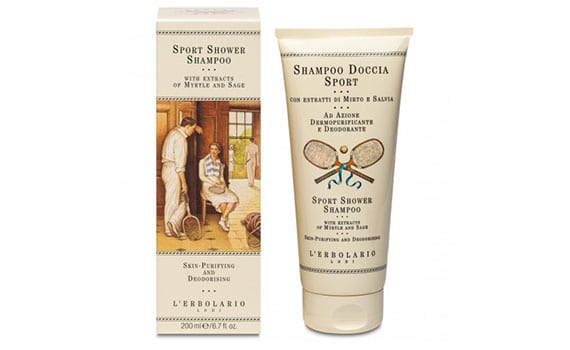 SPORT SHOWER
SHAMPOO
WITH EXTRACTS
OF MYRTLE AND SAGE
SKIN-PURIFYING
AND
DEODORISING
L'ERBOLARIO
LODI
200 ml e/6.7 fl. oz.
SHAMPOO DOCCIA
SPORT
CON ESTRATTI DI MIRTO E SALVIA
AD AZIONE
DERMOPURIFICANTE
E DEODORANTE
SPORT SHOWER
SHAMPOO
WITH EXTRACTS
OF MYRTLE AND SAGE
SKIN-PURIFYING AND DEODORISING
L'ERBOLARIO
LODI